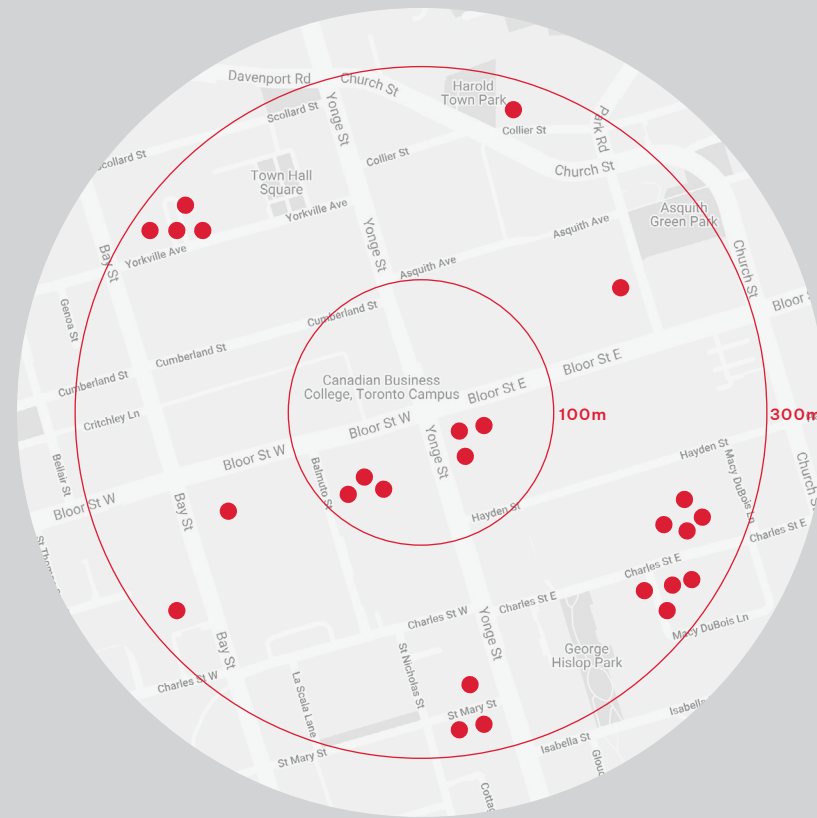 Davenport Rd
Church St
Harold
Town Park
Scollard St
Yonge St
Collier St
Park Rd
Scollard St
Collier St
Church St
Town Hall
Square
Yorkville Ave
Asquith
Green Park
Yonge St
Asquith Ave
Yorkville Ave
Bay St
Asquith Ave
Church St
Genoa St
Cumberland St
Bloor
Cumberland St
Bloor St E
Cumberland St
Canadian Business
College, Toronto Campus
Bloor St E
Critchley Ln
Bloor St W
100m
300m
Yonge St
Bloor St W
Hayden St
Bellair St
Balmuto St
Macy DuBois Ln
Church St
Bloor St W
Bay St
Hayden St
Charles St E
St Thomas
Charles St E
Charles St E
Charles St W
Macy DuBois Ln
Yonge St
Bay St
George
Hislop Park
St Nicholas St
Charles St W
La Scala Lane
St Mary St
Isabella
Isabella St
St Mary St
Glouc
Cottag